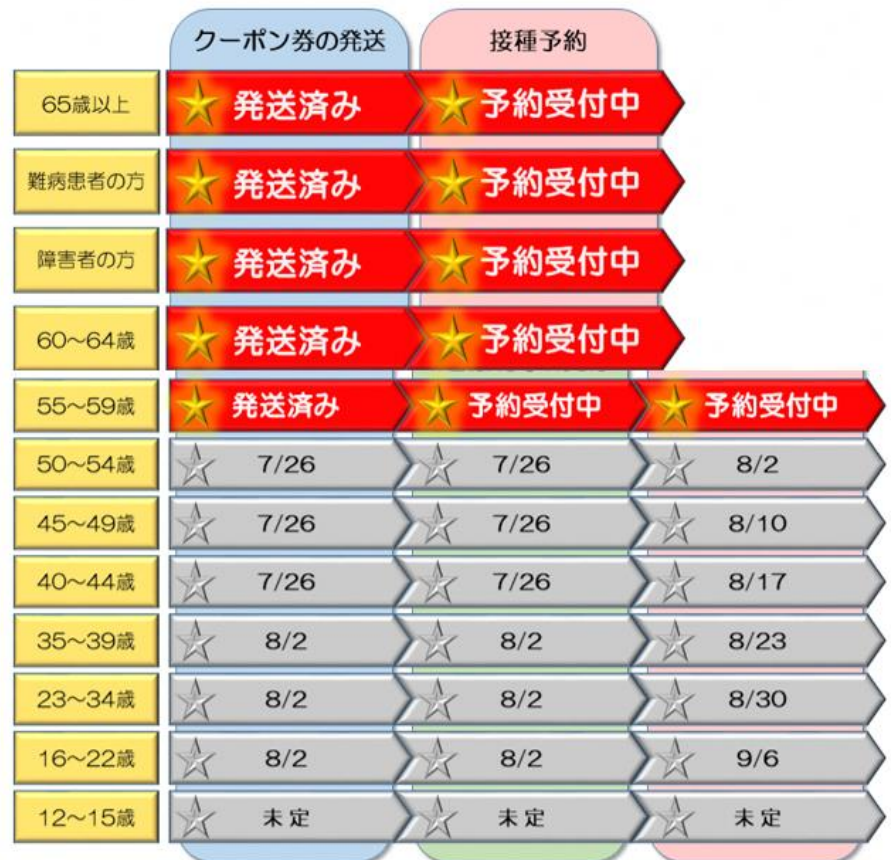 クーポン券の発送 接種予約
65歳以上 発送済み 予約受付中
難病患者の方 発送済み 予約受付中
障害者の方 発送済み 予約受付中
60～64歳 発送済み 予約受付中
55～59歳 発送済み 予約受付中 予約受付中
50～54歳 7/26 7/26 8/2
45～49歳 7/26 7/26 8/10
40～44歳 7/26 7/26 8/17
35～39歳 8/2 8/2 8/23
23～34歳 8/2 8/2 8/30
16～22歳 8/2 8/2 9/6
12～15歳 未定 未定 未定